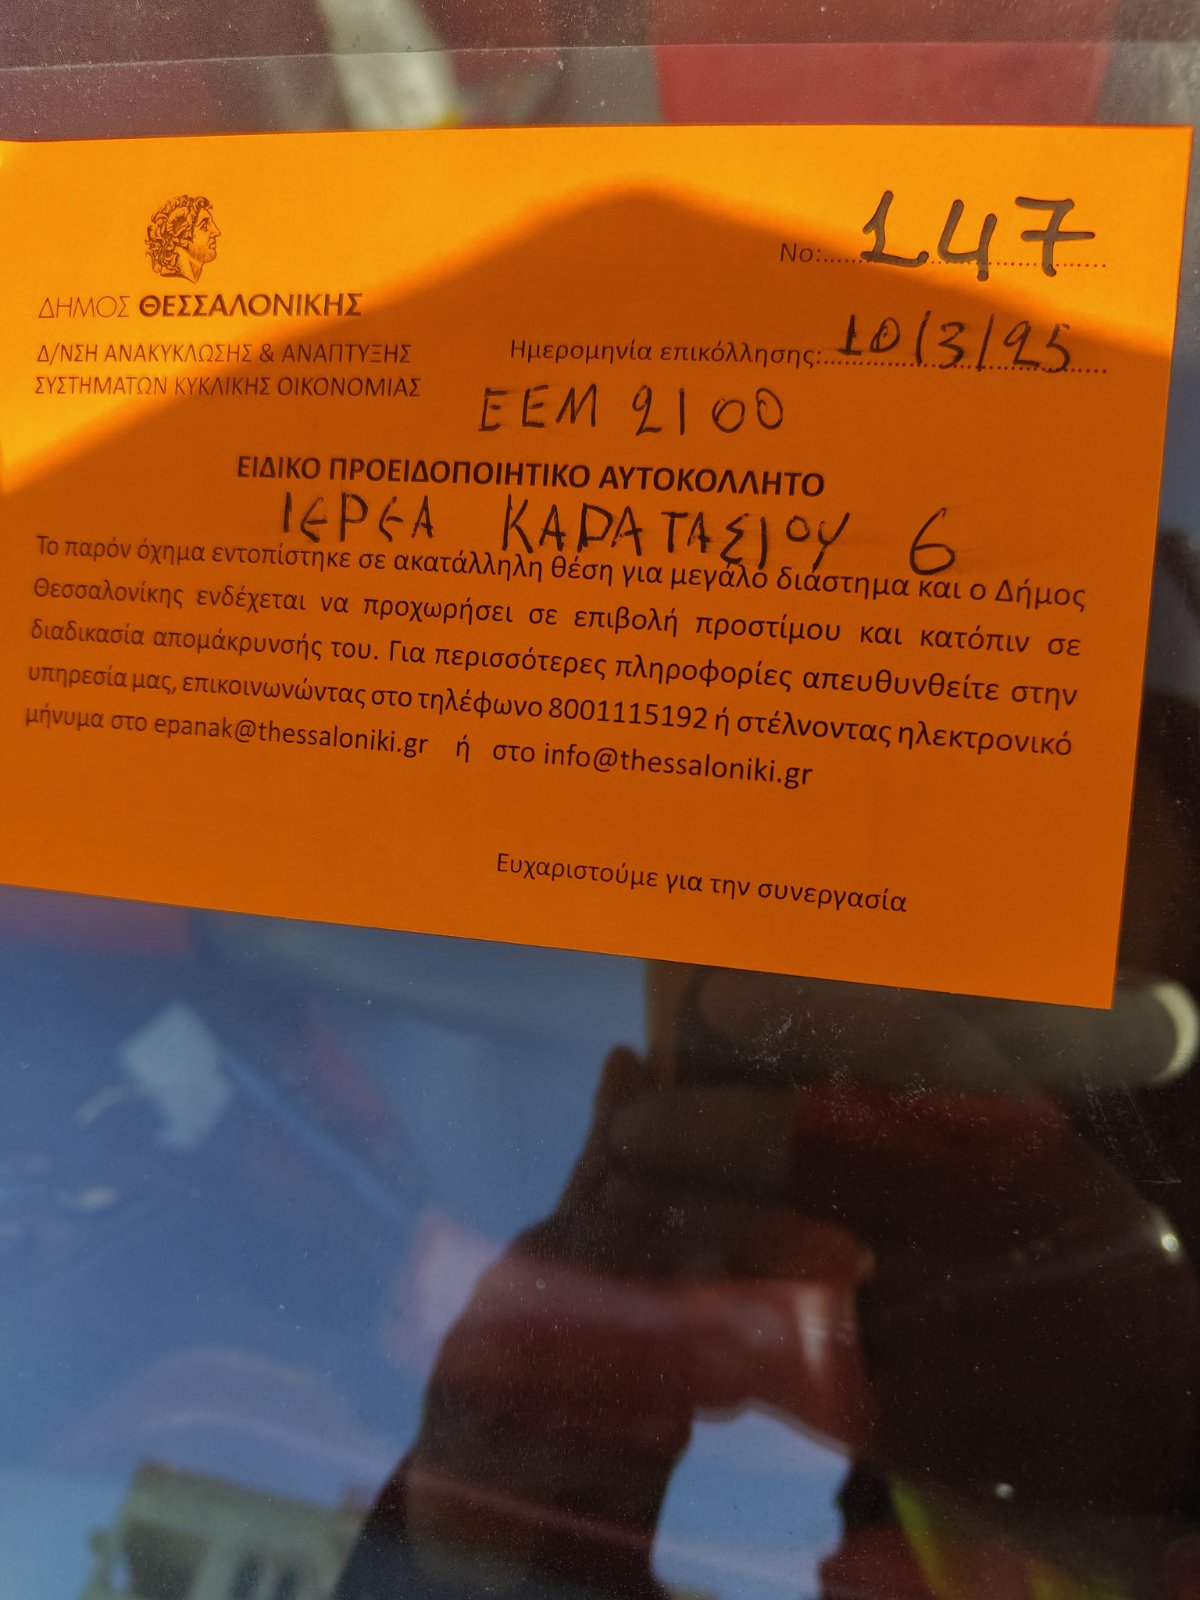 Νο:........147........
ΔΗΜΟΣ ΘΕΣΣΑΛΟΝΙΚΗΣ
Δ/ΝΣΗ ΑΝΑΚΥΚΛΩΣΗΣ & ΑΝΑΠΤΥΞΗΣ
ΣΥΣΤΗΜΑΤΩΝ ΚΥΚΛΙΚΗΣ ΟΙΚΟΝΟΜΙΑΣ
Ημερομηνία επικόλλησης:..10/3/25......
ΕΕΜ 2100
ΕΙΔΙΚΟ ΠΡΟΕΙΔΟΠΟΙΗΤΙΚΟ ΑΥΤΟΚΟΛΛΗΤΟ
ΙΕΡΕΑ ΚΑΡΑΤΑΣΙΟΥ 6
Το παρόν όχημα εντοπίστηκε σε ακατάλληλη θέση για μεγάλο διάστημα και ο Δήμος
Θεσσαλονίκης ενδέχεται να προχωρήσει σε επιβολή προστίμου και κατόπιν σε
διαδικασία απομάκρυνσής του. Για περισσότερες πληροφορίες απευθυνθείτε στην
υπηρεσία μας, επικοινωνώντας στο τηλέφωνο 8001115192 ή στέλνοντας ηλεκτρονικό
μήνυμα στο epanak@thessaloniki.gr ή στο info@thessaloniki.gr
Ευχαριστούμε για την συνεργασία